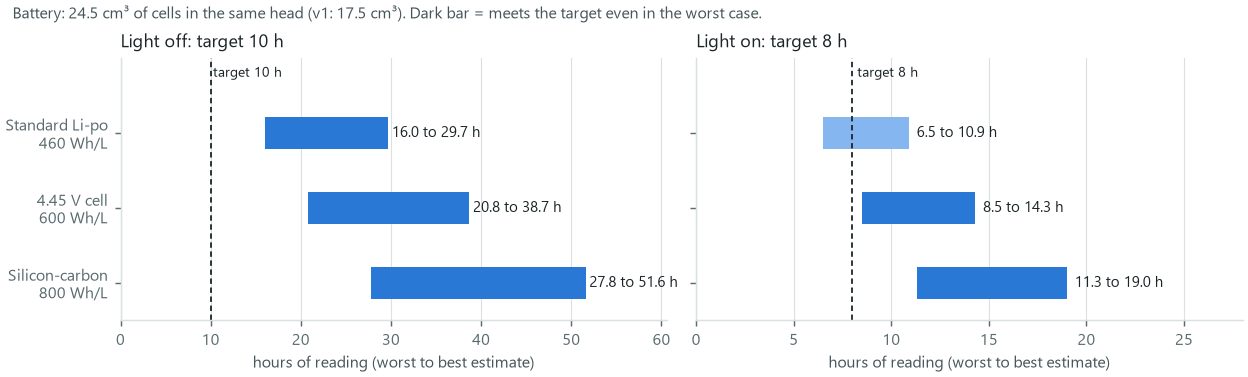 Battery: 24.5 cm³ of cells in the same head (v1: 17.5 cm³). Dark bar = meets the target even in the worst case.
Light off: target 10 h
target 10 h
Standard Li-po
460 Wh/L
16.0 to 29.7 h
4.45 V cell
600 Wh/L
20.8 to 38.7 h
Silicon-carbon
800 Wh/L
27.8 to 51.6 h
0 10 20 30 40 50 60
hours of reading (worst to best estimate)
Light on: target 8 h
target 8 h
6.5 to 10.9 h
8.5 to 14.3 h
11.3 to 19.0 h
0 5 10 15 20 25
hours of reading (worst to best estimate)